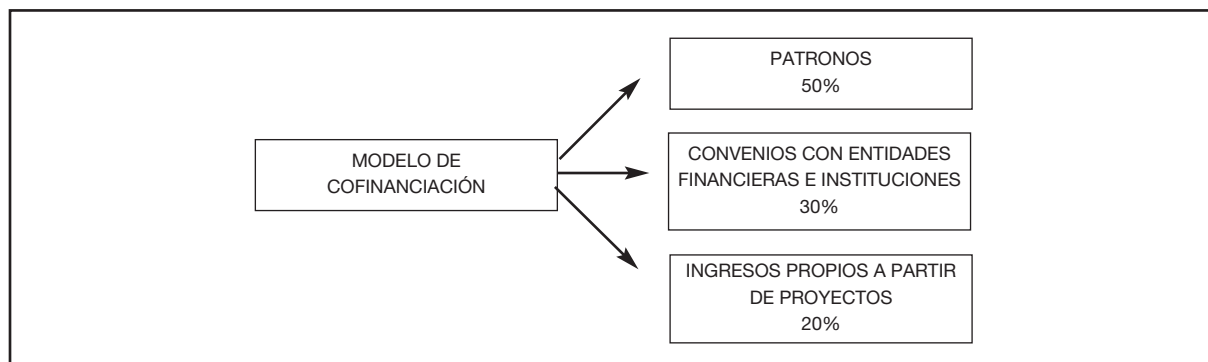 MODELO DE
COFINANCIACIÓN
PATRONOS
50%
CONVENIOS CON ENTIDADES
FINANCIERAS E INSTITUCIONES
30%
INGRESOS PROPIOS A PARTIR
DE PROYECTOS
20%